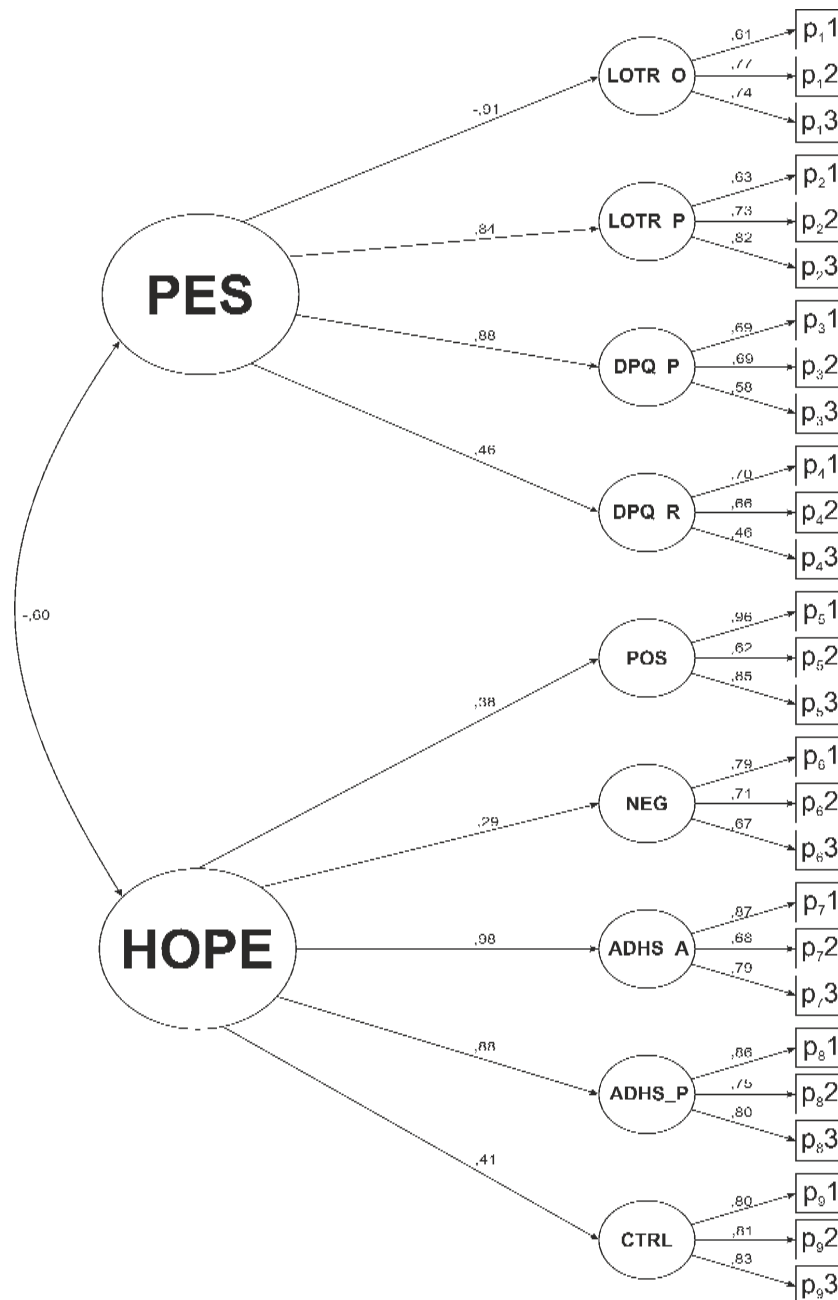 ,61
p₁1
LOTR O
,77
p₁2
,74
p₁3
-,91
,63
p₂1
LOTR P
,73
p₂2
,84
,82
p₂3
PES
,69
p₃1
,88
DPQ P
,69
p₃2
,58
p₃3
,46
,70
p₄1
DPQ R
,66
p₄2
,46
p₄3
-,60
,96
p₅1
POS
,62
p₅2
,38
,85
p₅3
,79
p₆1
NEG
,71
p₆2
,29
,67
p₆3
,87
p₇1
HOPE
,98
ADHS A
,68
p₇2
,79
p₇3
,88
,86
p₈1
ADHS_P
,75
p₈2
,80
p₈3
,41
,80
p₉1
CTRL
,81
p₉2
,83
p₉3